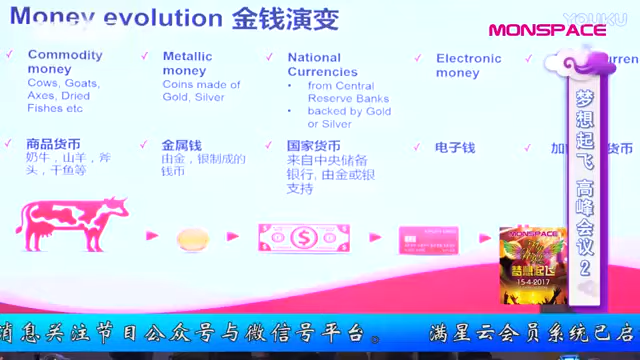 Money evolution 金钱演变
MONSPACE
YOUKU
✓ Commodity money
Cows, Goats,
Axes, Dried
Fishes etc
✓ Metallic
money
Coins made of
Gold, Silver
✓ National
Currencies
• from Central
Reserve Banks
• backed by Gold
or Silver
✓ Electronic
money
✓ 商品货币
奶牛，山羊，斧
头，干鱼等
✓ 金属钱
由金，银制成的
钱币
✓ 国家货币
来自中央储备
银行, 由金或银
支持
✓ 电子钱
货币
梦想起飞 高峰会议 2
MONSPACE
梦想起飞
15-4-2017
消息关注节目公众号与微信号平台。 满星云会员系统已启